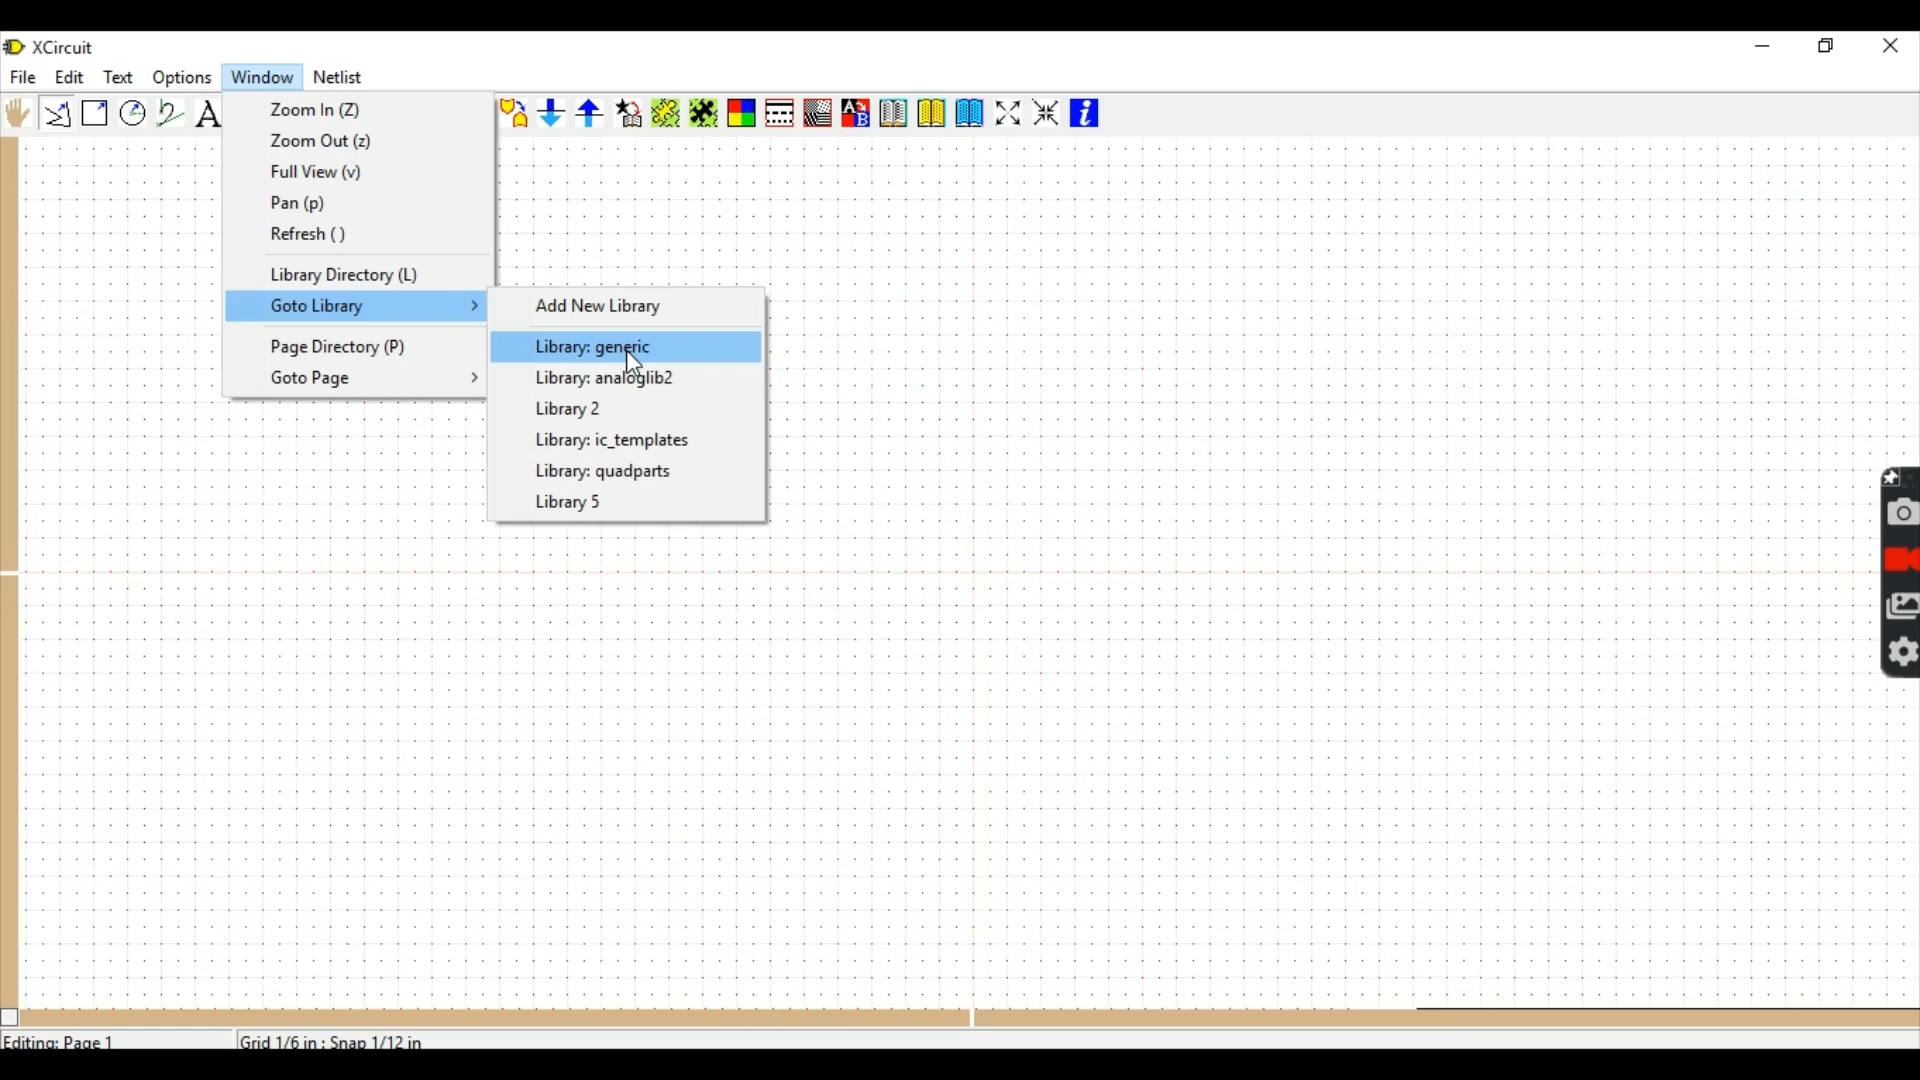 XCircuit
File Edit Text Options Window Netlist
A
A
B
i
Zoom In (Z)
Zoom Out (z)
Full View (v)
Pan (p)
Refresh ( )
Library Directory (L)
Goto Library >
Page Directory (P)
Goto Page >
Add New Library
Library: generic
Library: analoglib2
Library 2
Library: ic_templates
Library: quadparts
Library 5
Editing: Page 1
Grid 1/6 in : Snap 1/12 in